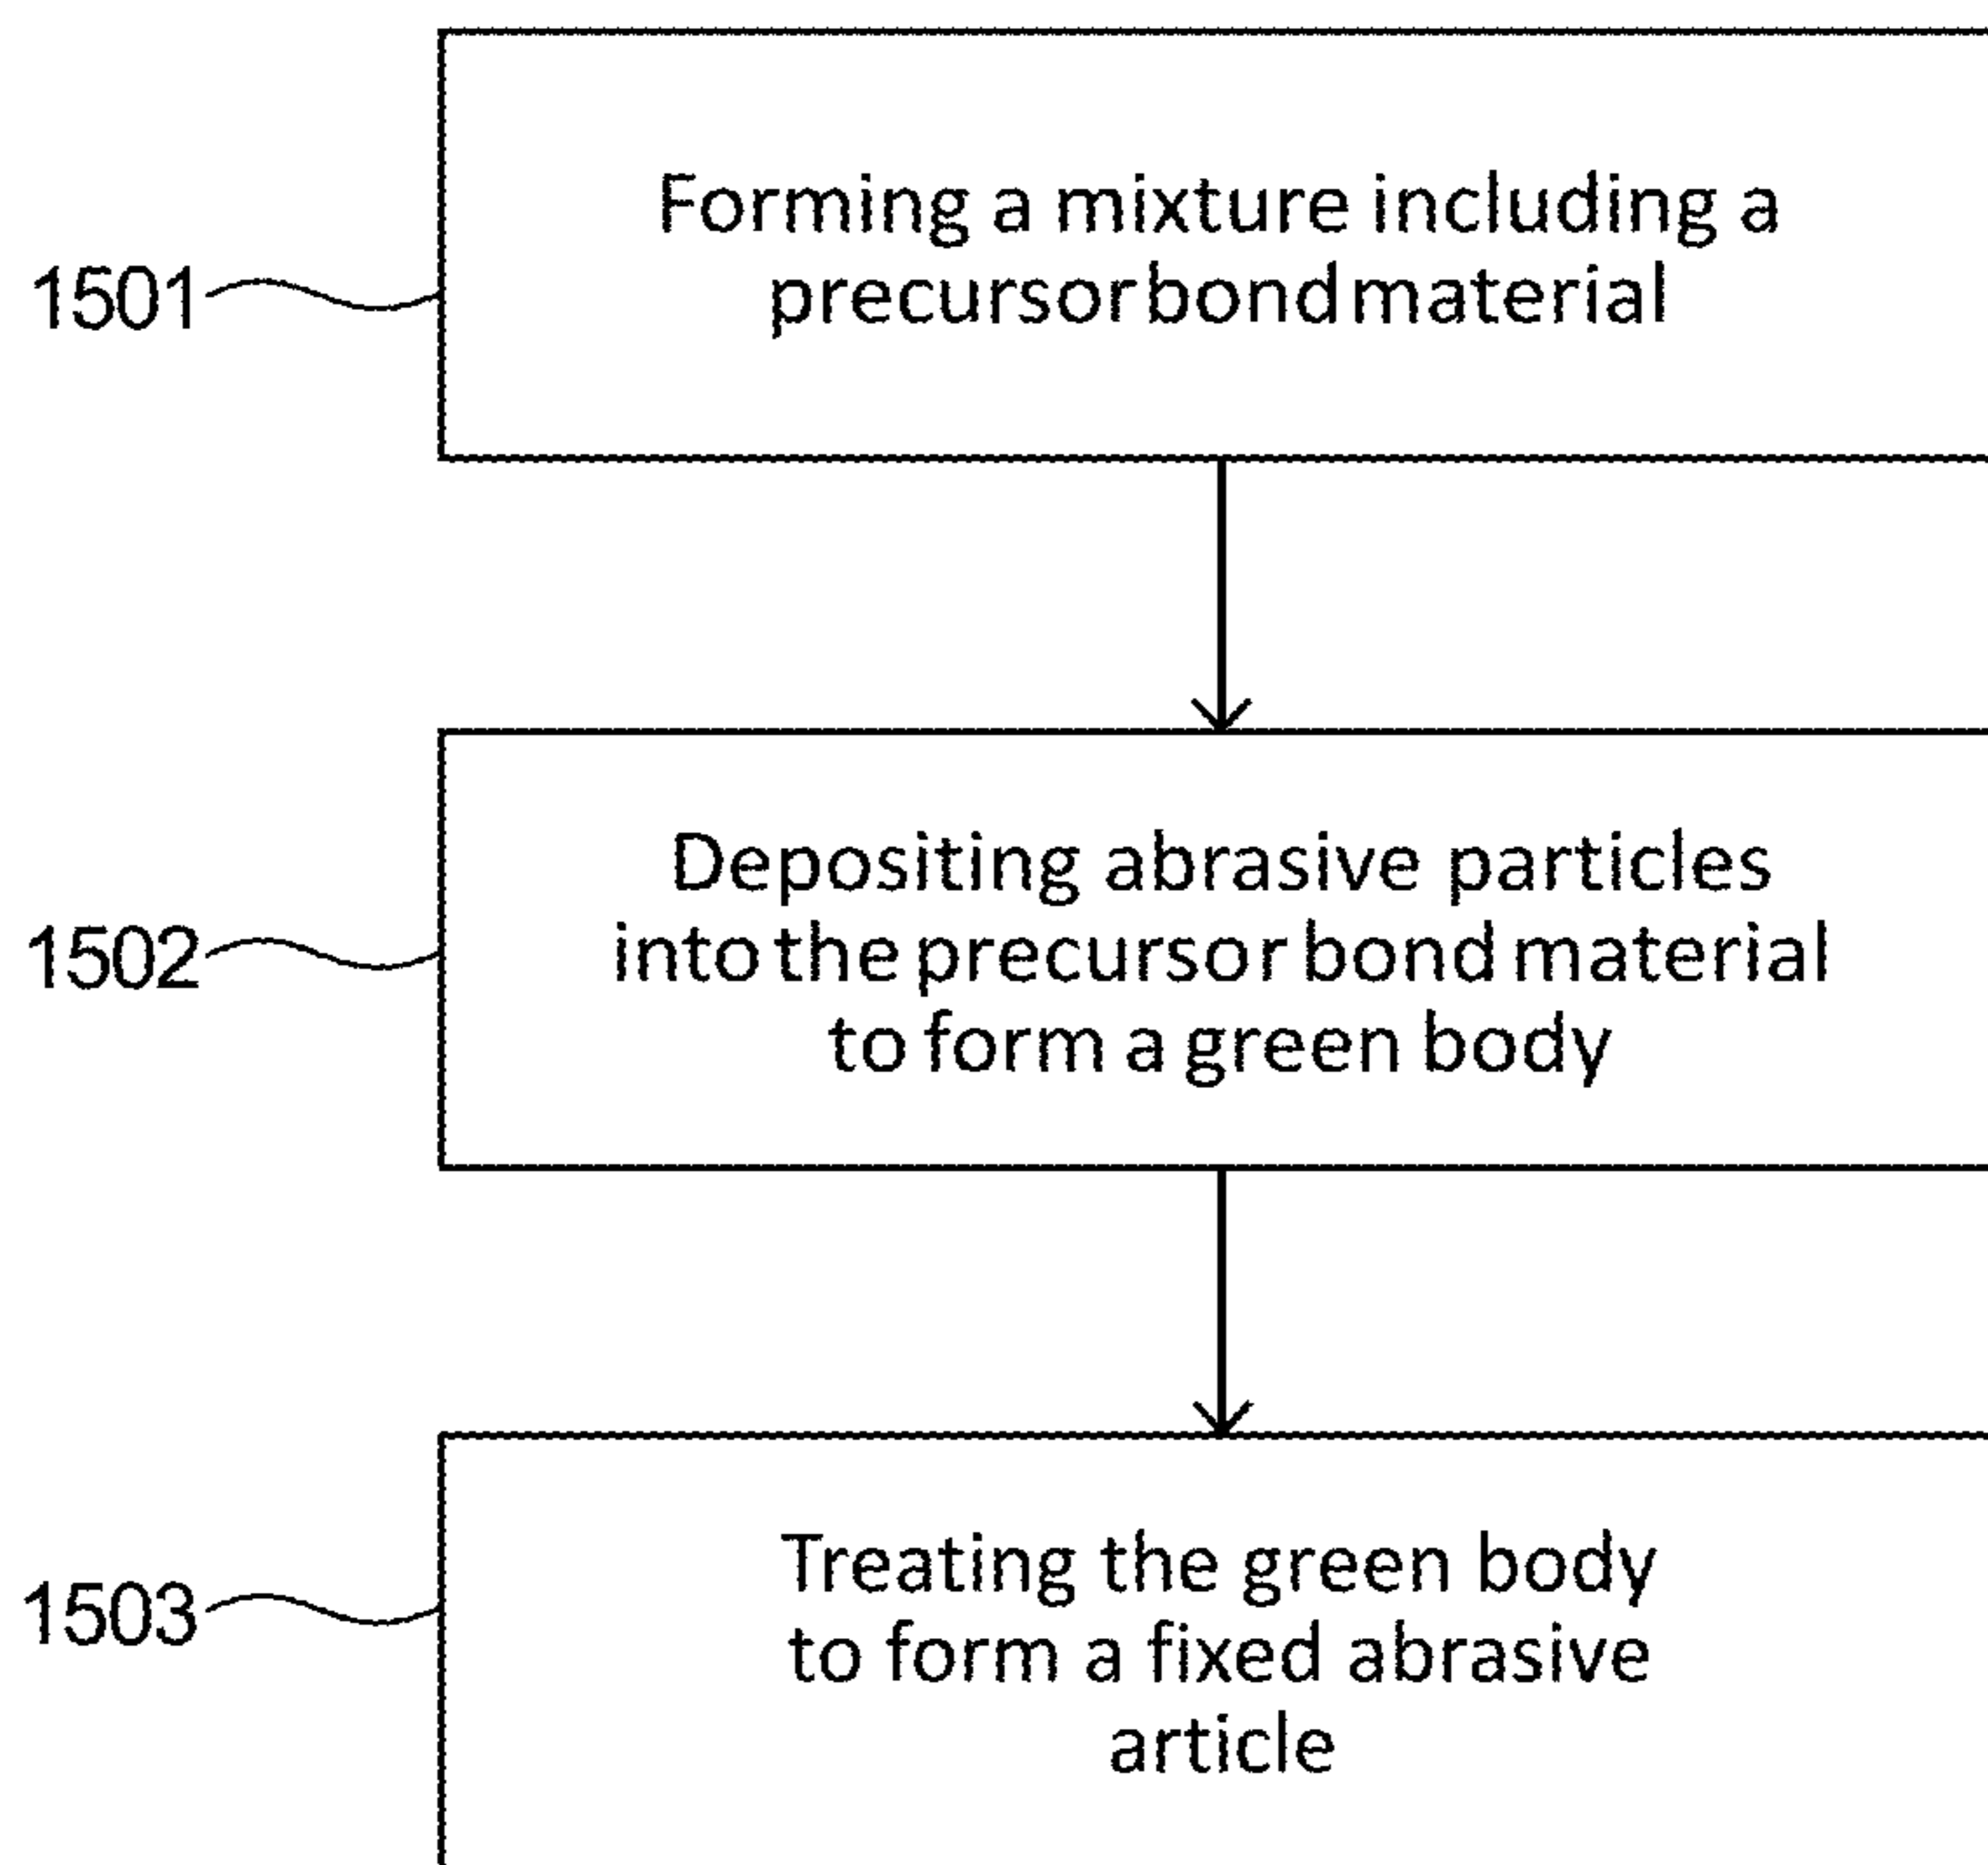 Forming a mixture including a
precursor bond material
1501
Depositing abrasive particles
into the precursor bond material
to form a green body
1502
Treating the green body
to form a fixed abrasive
article
1503